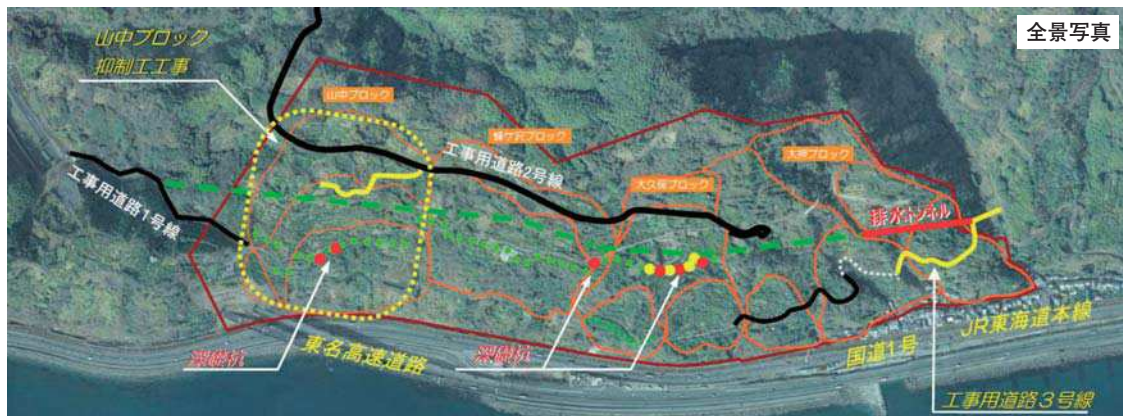 全景写真
山中ブロック
抑制工工事
山中ブロック
蜂ケ沢ブロック
大久保ブロック
大押ブロック
工事用道路1号線
工事用道路2号線
排水トンネル
深礎杭
東名高速道路
深礎杭
国道1号
JR東海道本線
工事用道路3号線